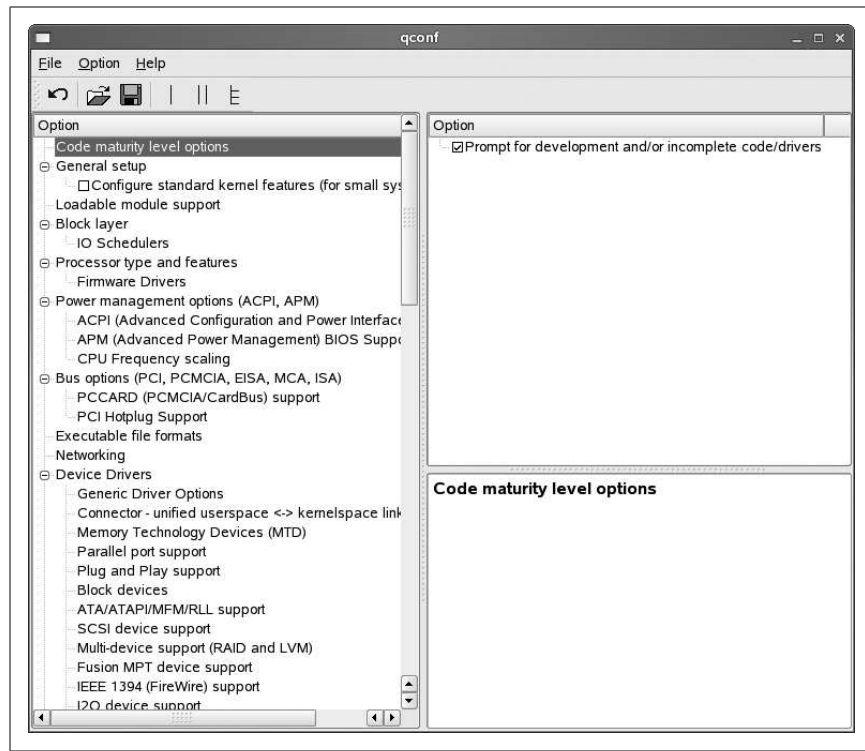 qconf
File Option Help
Option
Code maturity level options
General setup
Configure standard kernel features (for small sys
Loadable module support
Block layer
IO Schedulers
Processor type and features
Firmware Drivers
Power management options (ACPI, APM)
ACPI (Advanced Configuration and Power Interface
APM (Advanced Power Management) BIOS Suppo
CPU Frequency scaling
Bus options (PCI, PCMCIA, EISA, MCA, ISA)
PCCARD (PCMCIA/CardBus) support
PCI Hotplug Support
Executable file formats
Networking
Device Drivers
Generic Driver Options
Connector - unified userspace <-> kernelspace link
Memory Technology Devices (MTD)
Parallel port support
Plug and Play support
Block devices
ATA/ATAPI/MFM/RLL support
SCSI device support
Multi-device support (RAID and LVM)
Fusion MPT device support
IEEE 1394 (FireWire) support
I2O device support
Option
Prompt for development and/or incomplete code/drivers
Code maturity level options